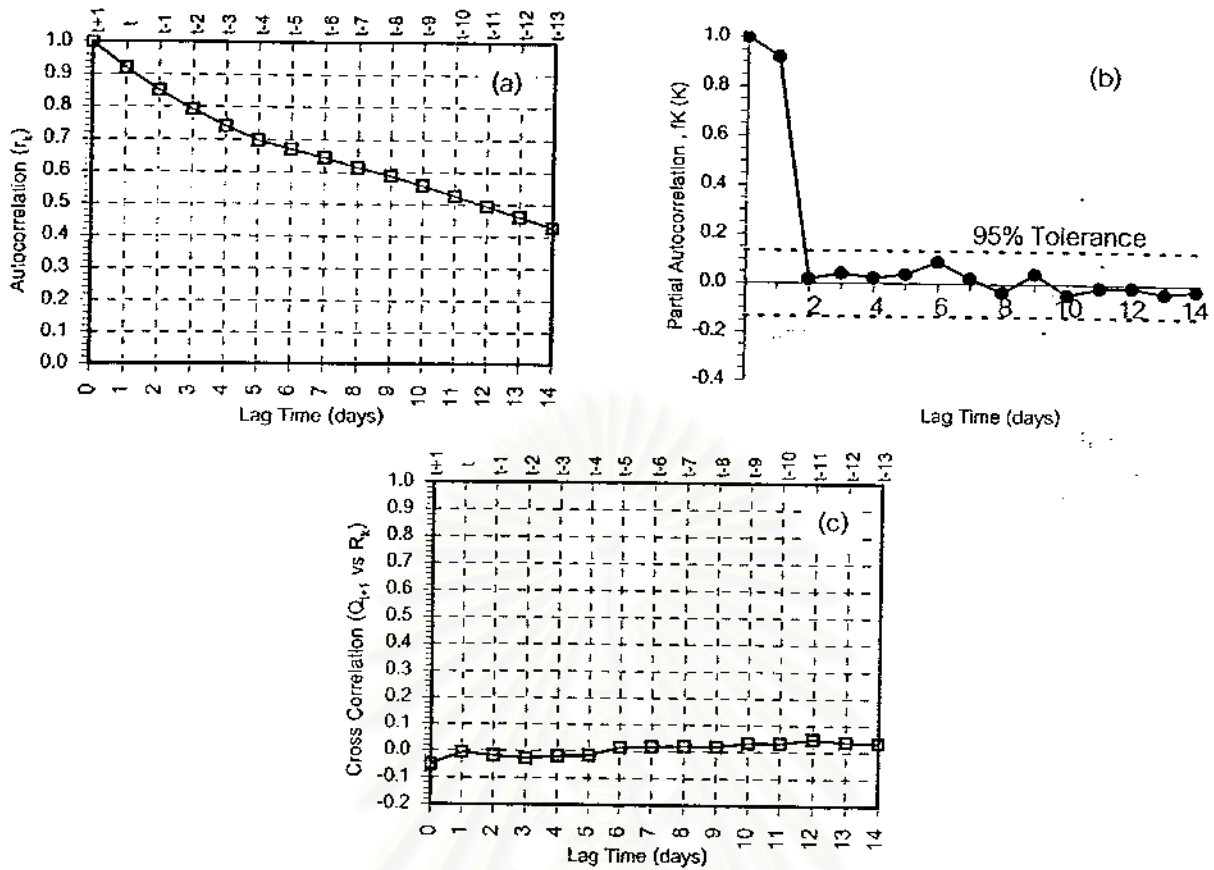 t+1 t t-1 t-2 t-3 t-4 t-5 t-6 t-7 t-8 t-9 t-10 t-11 t-12 t-13
(a)
Autocorrelation (rk)
1.0
0.9
0.8
0.7
0.6
0.5
0.4
0.3
0.2
0.1
0.0
0 1 2 3 4 5 6 7 8 9 10 11 12 13 14
Lag Time (days)
(b)
Partial Autocorrelation , fK (K)
1.0
0.8
0.6
0.4
0.2
0.0
-0.2
-0.4
95% Tolerance
2 4 6 8 10 12 14
Lag Time (days)
t+1 t t-1 t-2 t-3 t-4 t-5 t-6 t-7 t-8 t-9 t-10 t-11 t-12 t-13
(c)
Cross Correlation (Qt+1 vs Rk)
1.0
0.9
0.8
0.7
0.6
0.5
0.4
0.3
0.2
0.1
0.0
-0.1
-0.2
0 1 2 3 4 5 6 7 8 9 10 11 12 13 14
Lag Time (days)